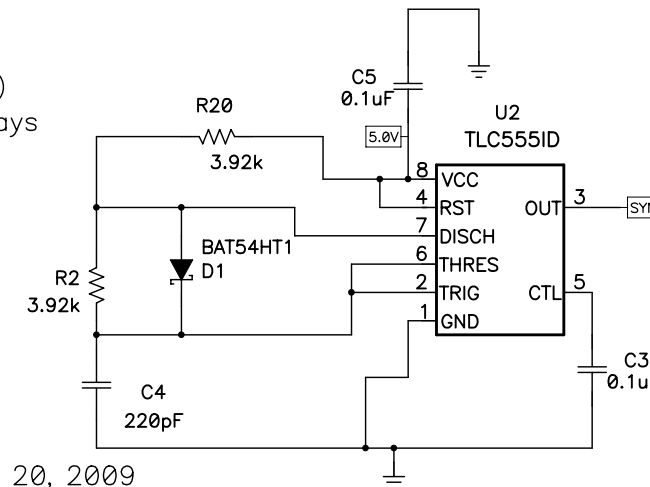 )
C5
0.1uF
R20
3.92k
5.0V
U2
TLC555ID
8
VCC
4
RST
OUT
3
7
DISCH
BAT54HT1
D1
6
THRES
R2
3.92k
2
TRIG
CTL
5
1
GND
C4
220pF
C3
20, 2009